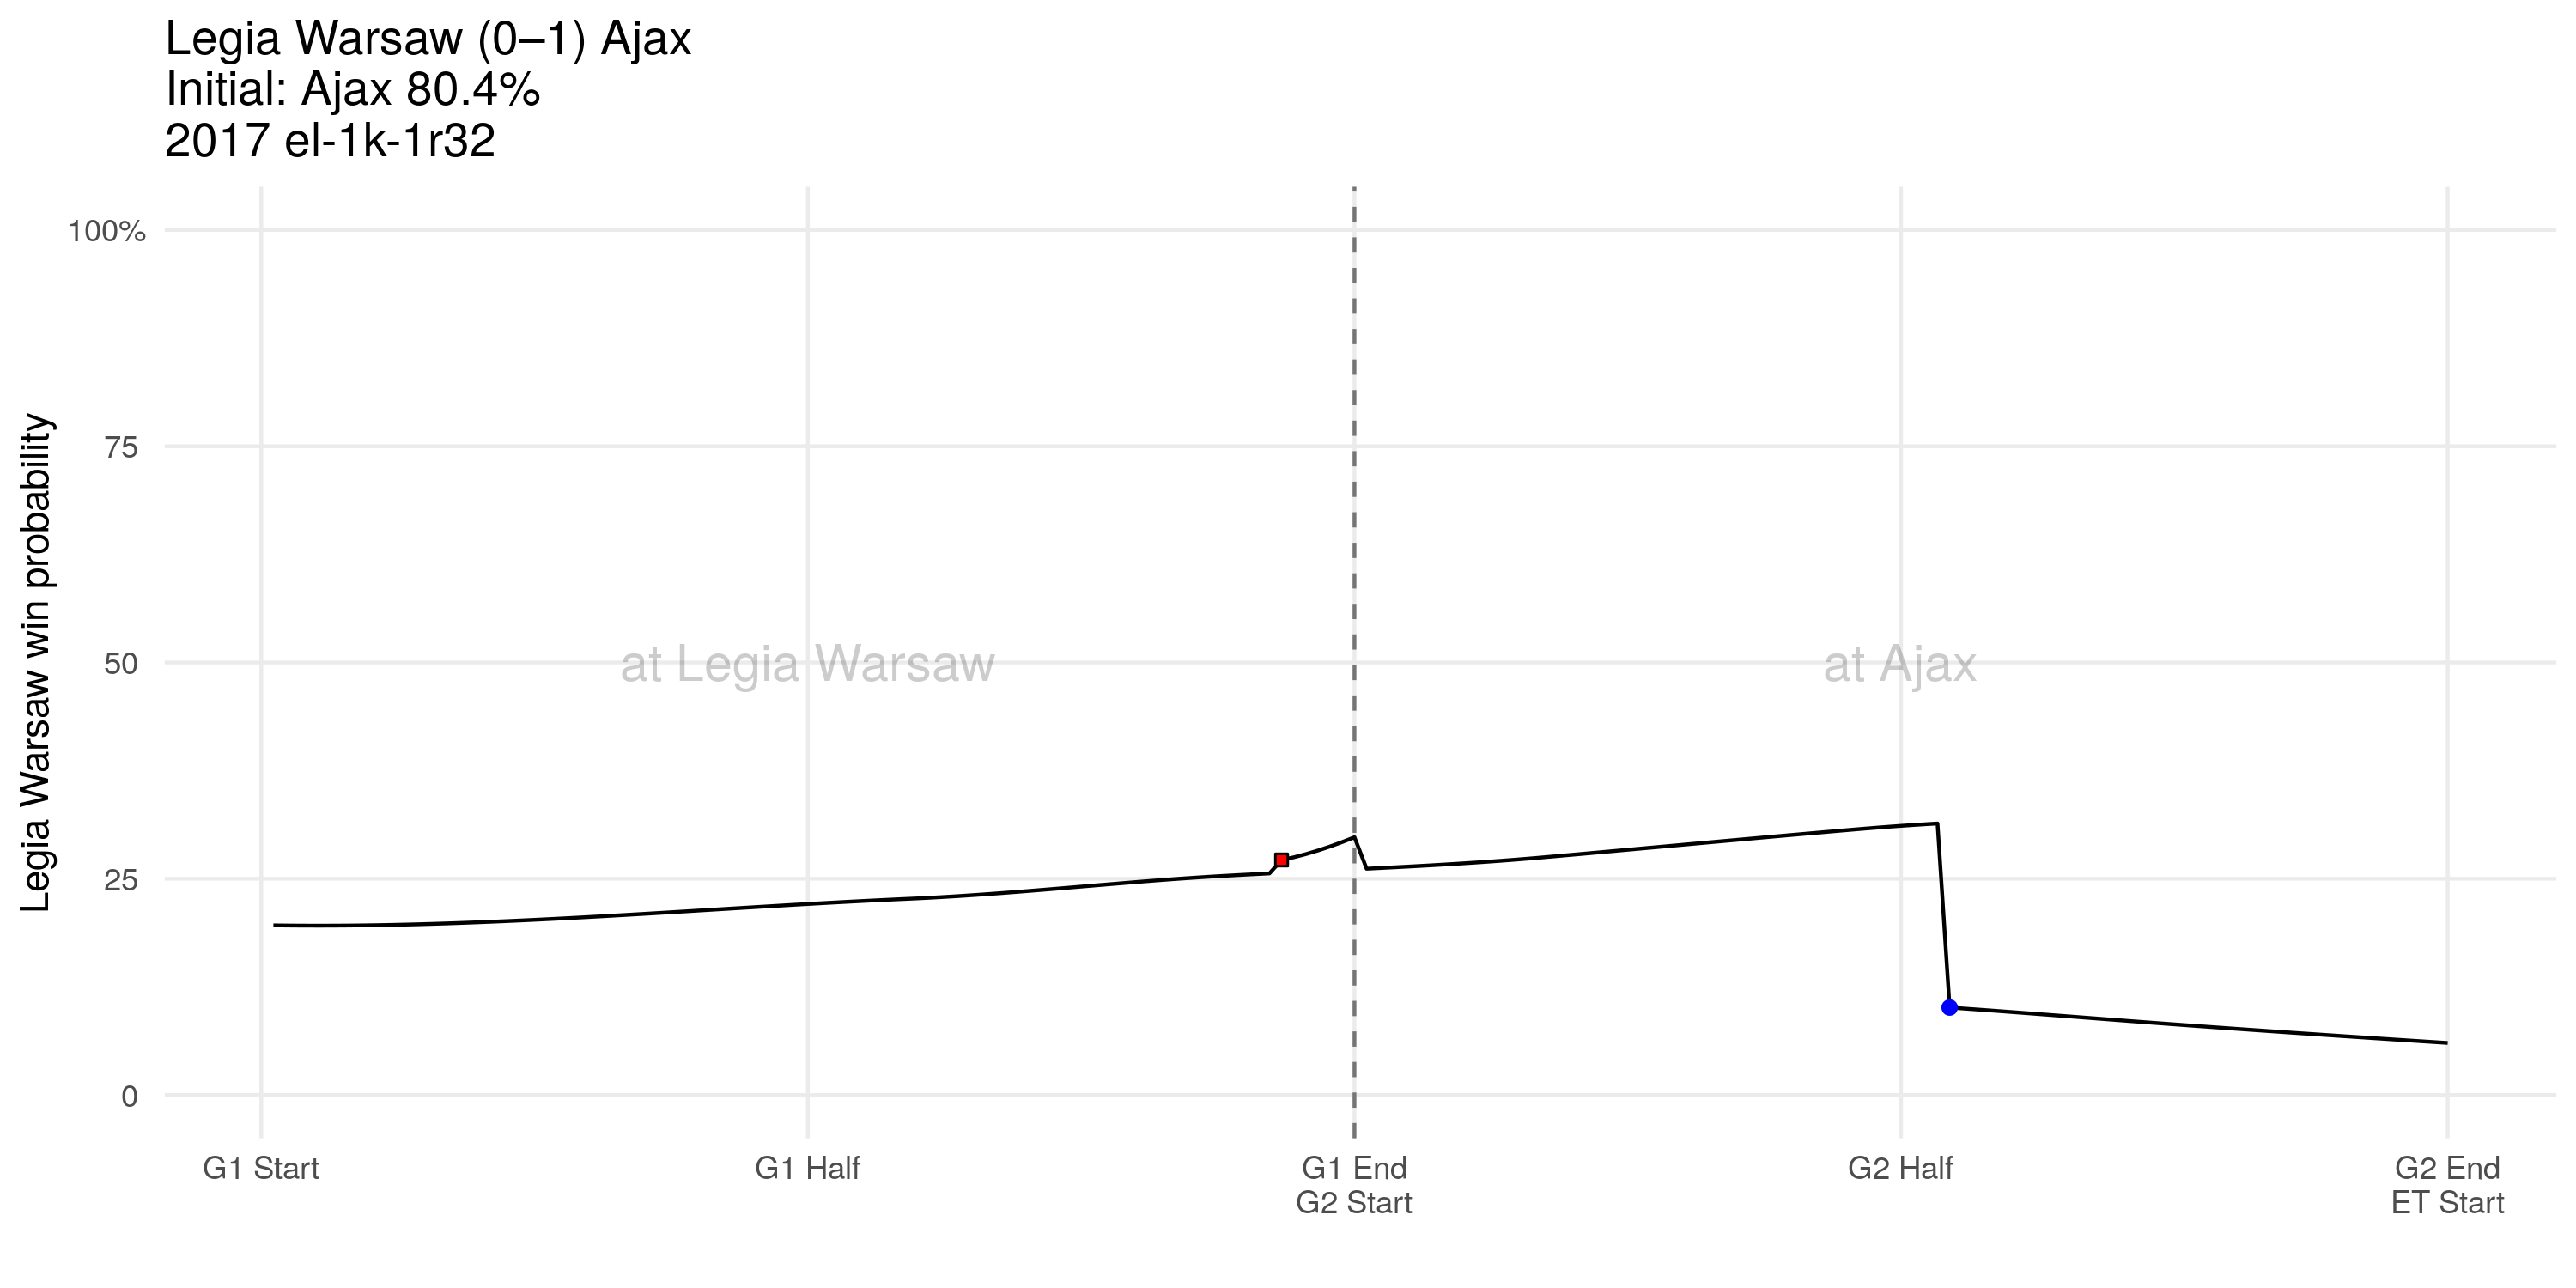 Legia Warsaw (0–1) Ajax
Initial: Ajax 80.4%
2017 el-1k-1r32
Legia Warsaw win probability
100%
75
50
25
0
at Legia Warsaw
at Ajax
G1 Start
G1 Half
G1 End
G2 Start
G2 Half
G2 End
ET Start